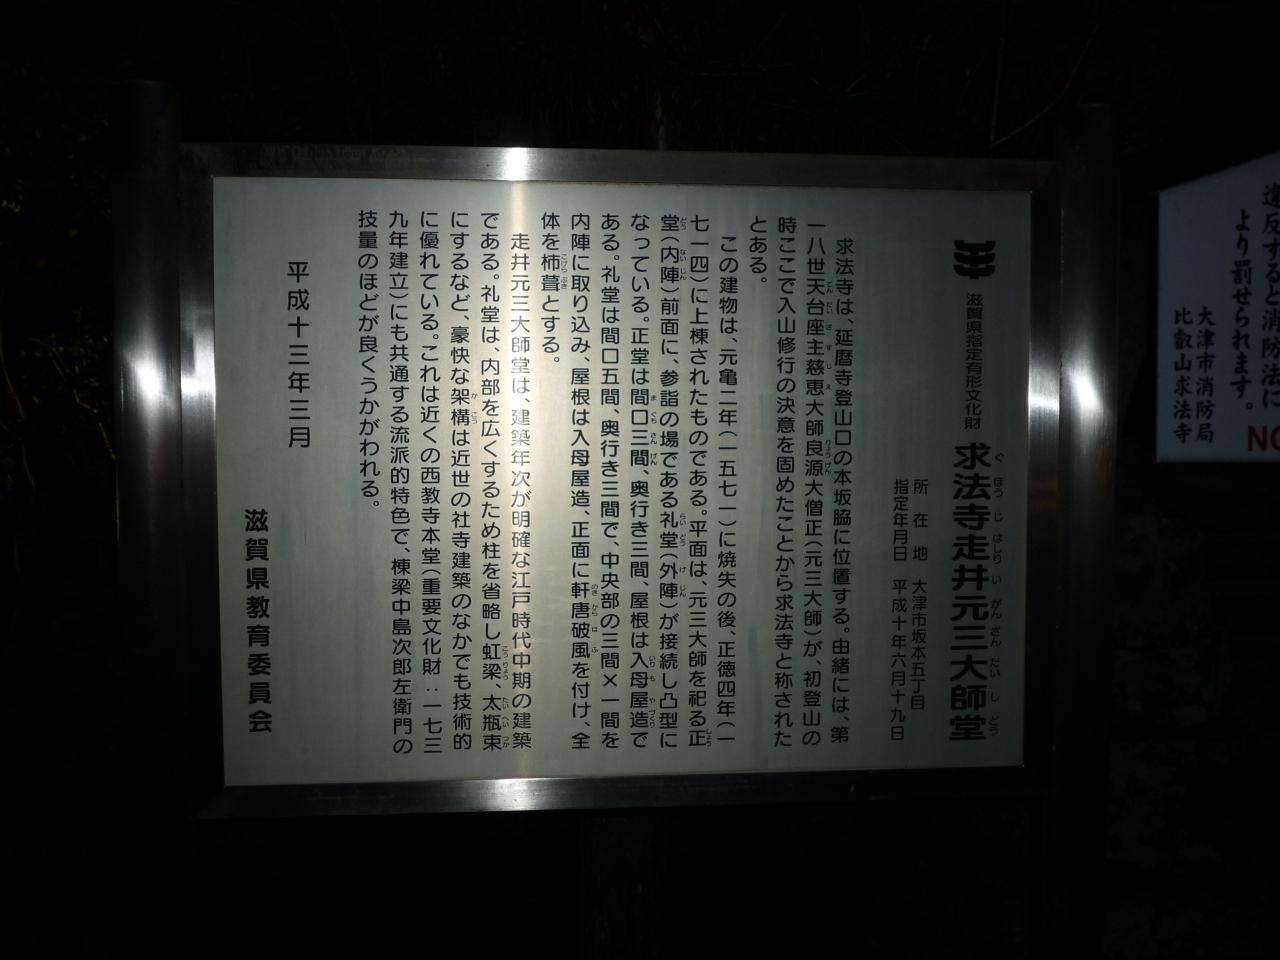 滋賀県指定有形文化財 求法寺走井元三大師堂
所在地 大津市坂本五丁目
指定年月日 平成十年六月十九日
求法寺は、延暦寺登山口の本坂脇に位置する。由緒には、第
一八世天台座主慈恵大師良源大僧正(元三大師)が、初登山の
時ここで入山修行の決意を固めたことから求法寺と称された
とある。
この建物は、元亀二年(一五七一)に焼失の後、正徳四年(一
七一四)に上棟されたものである。平面は、元三大師を祀る正
堂(内陣)前面に、参詣の場である礼堂(外陣)が接続し凸型に
なっている。正堂は間口三間、奥行き三間、屋根は入母屋造で
ある。礼堂は間口五間、奥行き三間で、中央部の三間×一間を
内陣に取り込み、屋根は入母屋造、正面に軒唐破風を付け、全
体を杮葺とする。
走井元三大師堂は、建築年次が明確な江戸時代中期の建築
である。礼堂は、内部を広くするため柱を省略し虹梁、太瓶束
にするなど、豪快な架構は近世の社寺建築のなかでも技術的
に優れている。これは近くの西教寺本堂(重要文化財:一七三
九年建立)にも共通する流派的特色で、棟梁中島次郎左衛門の
技量のほどが良くうかがわれる。
平成十三年三月
滋賀県教育委員会
違反すると消防法に
より罰せられます。
大津市消防局
比叡山求法寺